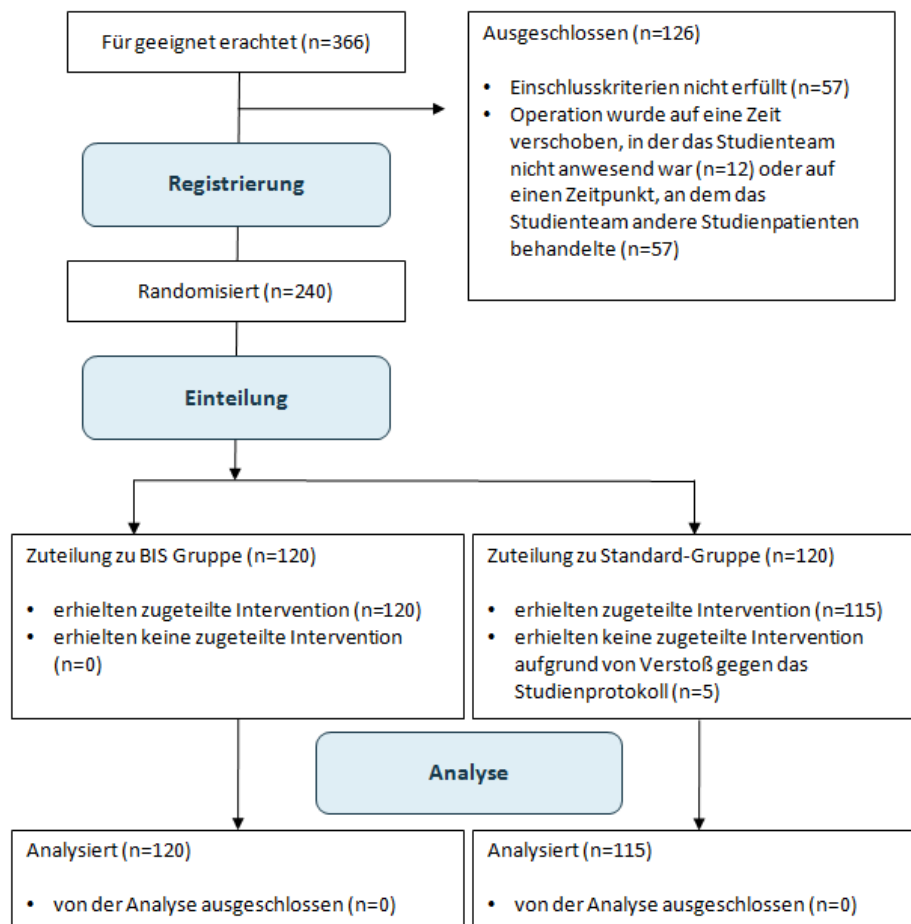 Für geeignet erachtet (n=366)
Ausgeschlossen (n=126)
• Einschlusskriterien nicht erfüllt (n=57)
• Operation wurde auf eine Zeit
verschoben, in der das Studienteam
nicht anwesend war (n=12) oder auf
einen Zeitpunkt, an dem das
Studienteam andere Studienpatienten
behandelte (n=57)
Registrierung
Randomisiert (n=240)
Einteilung
Zuteilung zu BIS Gruppe (n=120)
• erhielten zugeteilte Intervention (n=120)
• erhielten keine zugeteilte Intervention
(n=0)
Zuteilung zu Standard-Gruppe (n=120)
• erhielten zugeteilte Intervention (n=115)
• erhielten keine zugeteilte Intervention
aufgrund von Verstoß gegen das
Studienprotokoll (n=5)
Analyse
Analysiert (n=120)
• von der Analyse ausgeschlossen (n=0)
Analysiert (n=115)
• von der Analyse ausgeschlossen (n=0)